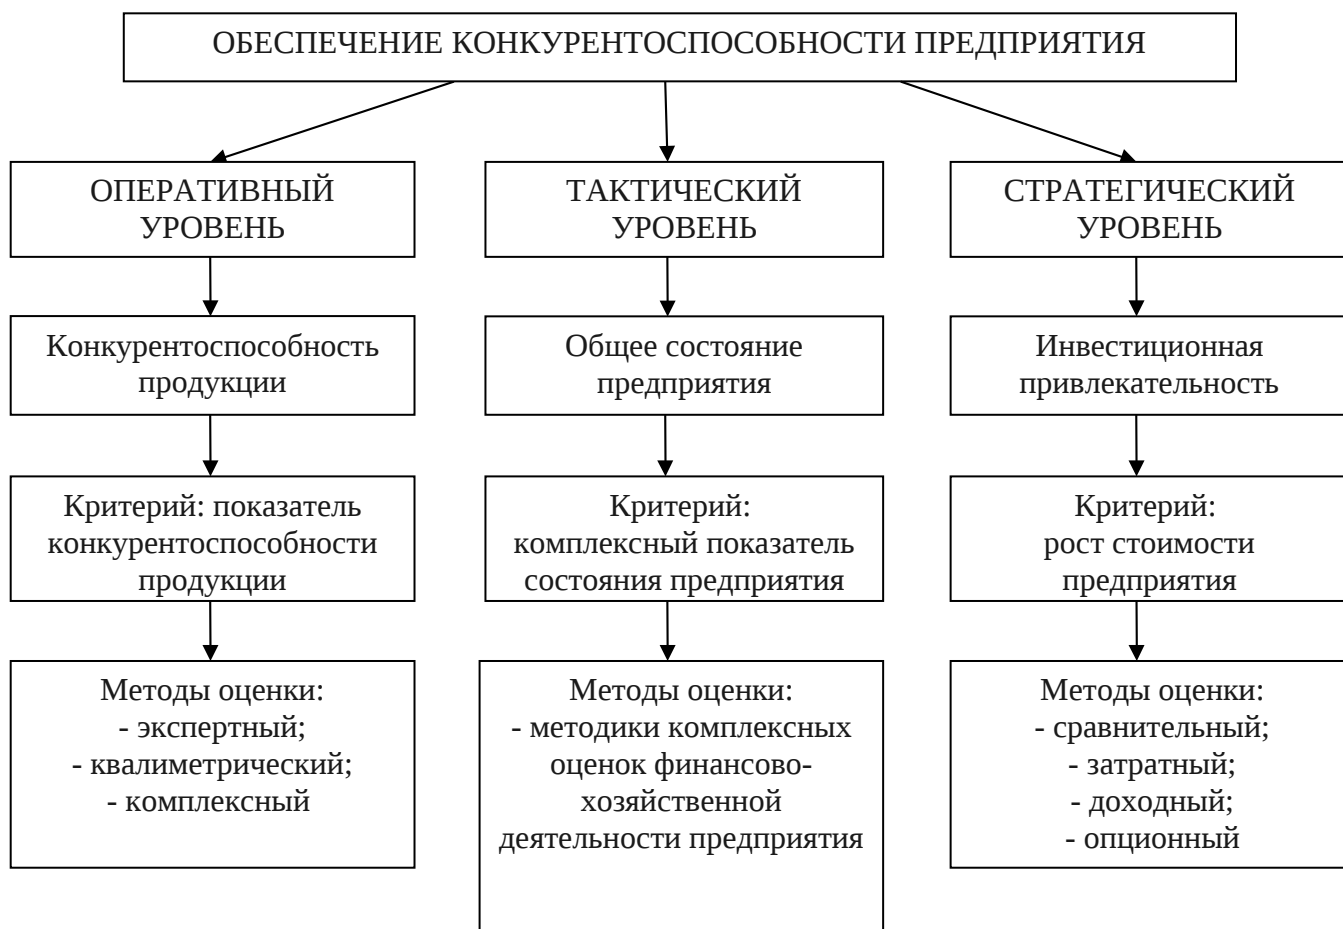 ОБЕСПЕЧЕНИЕ КОНКУРЕНТОСПОСОБНОСТИ ПРЕДПРИЯТИЯ
ОПЕРАТИВНЫЙ
УРОВЕНЬ
ТАКТИЧЕСКИЙ
УРОВЕНЬ
СТРАТЕГИЧЕСКИЙ
УРОВЕНЬ
Конкурентоспособность
продукции
Общее состояние
предприятия
Инвестиционная
привлекательность
Критерий: показатель
конкурентоспособности
продукции
Критерий:
комплексный показатель
состояния предприятия
Критерий:
рост стоимости
предприятия
Методы оценки:
- экспертный;
- квалиметрический;
- комплексный
Методы оценки:
- методики комплексных
оценок финансово-
хозяйственной
деятельности предприятия
Методы оценки:
- сравнительный;
- затратный;
- доходный;
- опционный